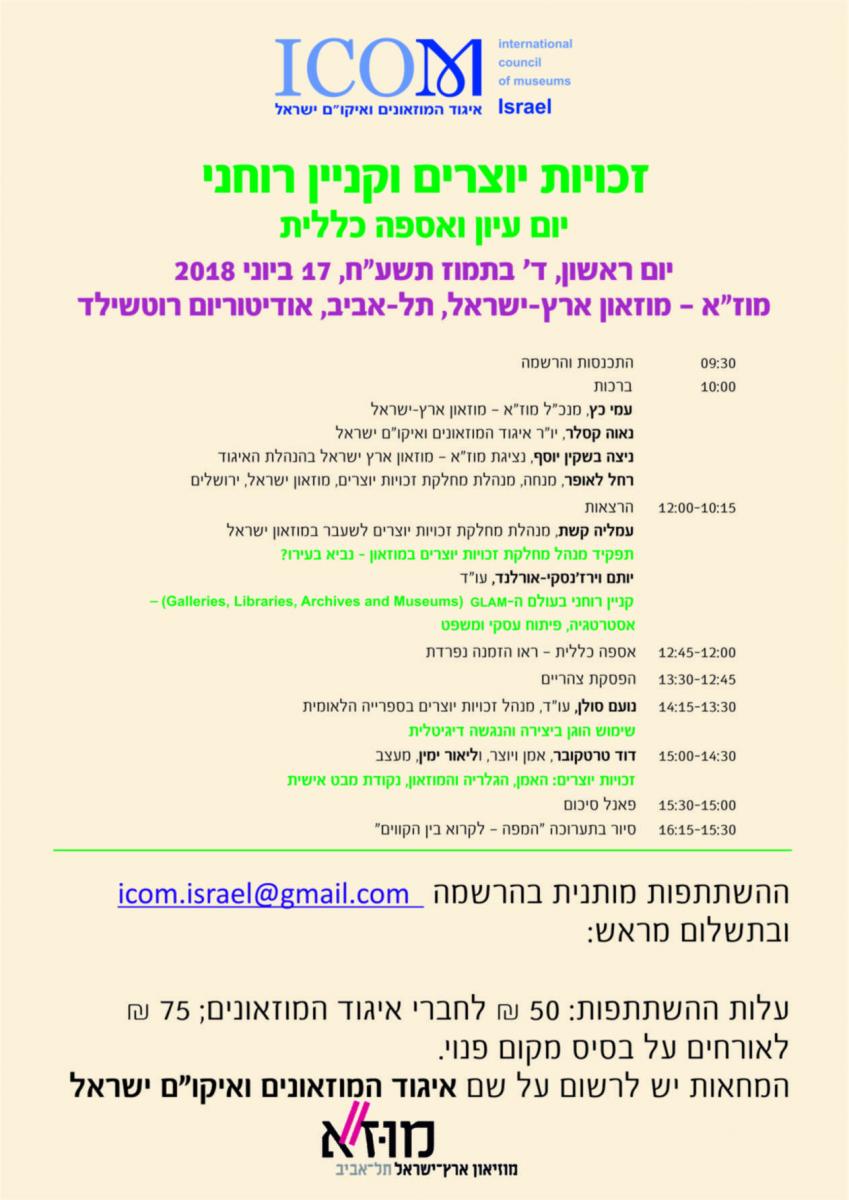 ICOM
international
council
of museums
Israel
איגוד המוזאונים ואיקו"ם ישראל
זכויות יוצרים וקניין רוחני
יום עיון ואספה כללית
יום ראשון, ד' בתמוז תשע"ח, 17 ביוני 2018
מוז"א – מוזאון ארץ-ישראל, תל-אביב, אודיטוריום רוטשילד
09:30 התכנסות והרשמה
10:00 ברכות
עמי כץ, מנכ"ל מוז"א – מוזאון ארץ-ישראל
נאוה קסלר, יו"ר איגוד המוזאונים ואיקו"ם ישראל
ניצה בשקין יוסף, נציגת מוז"א – מוזאון ארץ ישראל בהנהלת האיגוד
רחל לאופר, מנחה, מנהלת מחלקת זכויות יוצרים, מוזאון ישראל, ירושלים
12:00-10:15 הרצאות
עמליה קשת, מנהלת מחלקת זכויות יוצרים לשעבר במוזאון ישראל
תפקיד מנהל מחלקת זכויות יוצרים במוזאון - נביא בעירו?
יותם וירז'נסקי-אורלנד, עו"ד
קניין רוחני בעולם ה-GLAM (Galleries, Libraries, Archives and Museums) –
אסטרטגיה, פיתוח עסקי ומשפט
12:45-12:00 אספה כללית – ראו הזמנה נפרדת
13:30-12:45 הפסקת צהריים
14:15-13:30 נועם סולן, עו"ד, מנהל זכויות יוצרים בספרייה הלאומית
שימוש הוגן ביצירה והנגשה דיגיטלית
15:00-14:30 דוד טרטקובר, אמן ויוצר, וליאור ימין, מעצב
זכויות יוצרים: האמן, הגלריה והמוזאון, נקודת מבט אישית
15:30-15:00 פאנל סיכום
16:15-15:30 סיור בתערוכה "המפה – לקרוא בין הקווים"
ההשתתפות מותנית בהרשמה icom.israel@gmail.com
ובתשלום מראש:
עלות ההשתתפות: 50 ₪ לחברי איגוד המוזאונים; 75 ₪
לאורחים על בסיס מקום פנוי.
המחאות יש לרשום על שם איגוד המוזאונים ואיקו"ם ישראל
מוז"א
מוזיאון ארץ-ישראל תל-אביב